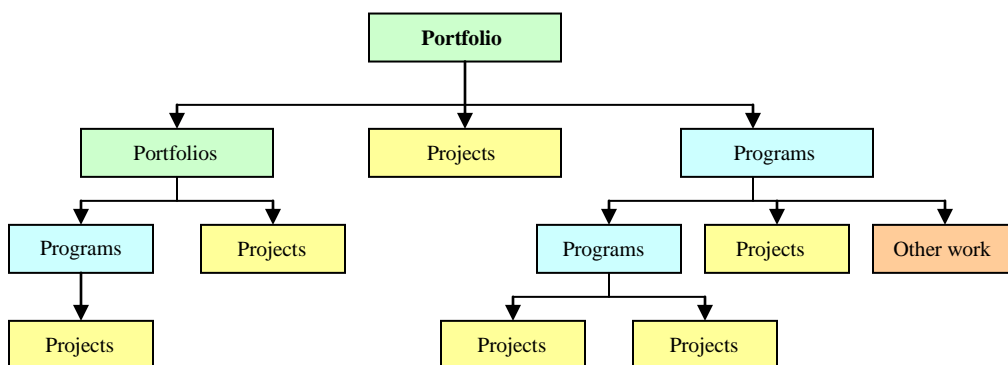 Portfolio
Portfolios
Projects
Programs
Programs
Projects
Programs
Projects
Other work
Projects
Projects
Projects